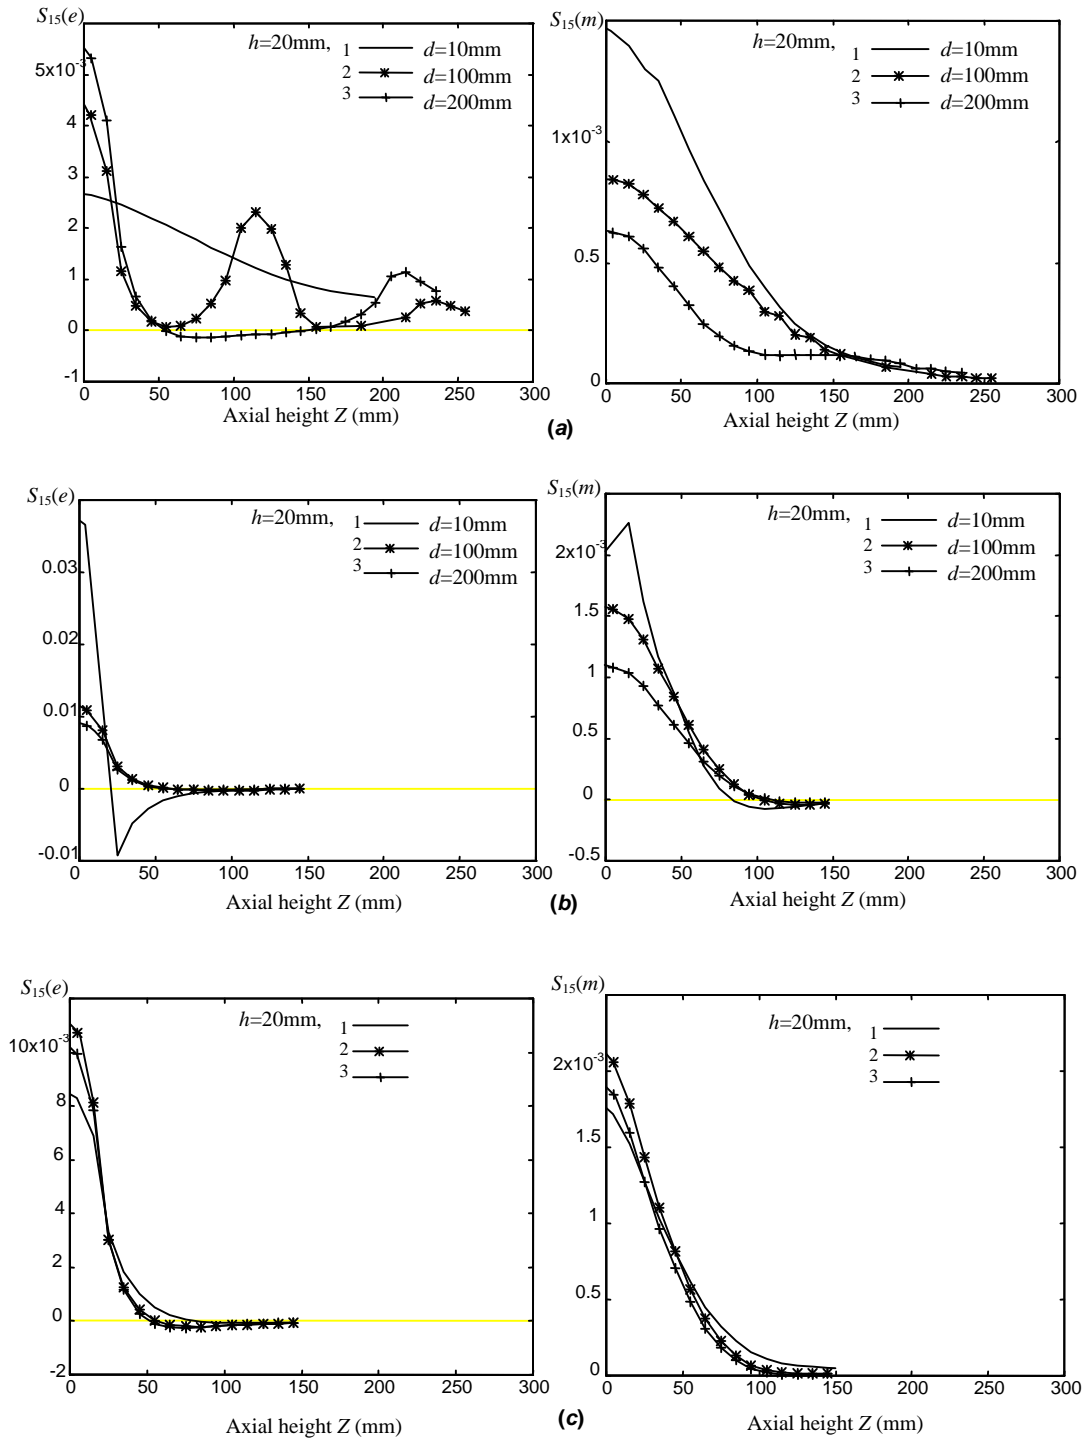 S15(e)
h=20mm,
1 d=10mm
2 d=100mm
3 d=200mm
5x10-3
4
3
2
1
0
-1
0 50 100 150 200 250 300
Axial height Z (mm)
S15(m)
h=20mm,
1 d=10mm
2 d=100mm
3 d=200mm
1x10-3
0.5
0
0 50 100 150 200 250 300
Axial height Z (mm)
(a)
S15(e)
h=20mm,
1 d=10mm
2 d=100mm
3 d=200mm
0.03
0.02
0.01
0
-0.01
0 50 100 150 200 250 300
Axial height Z (mm)
S15(m)
h=20mm,
1 d=10mm
2 d=100mm
3 d=200mm
2x10-3
1.5
1
0.5
0
-0.5
0 50 100 150 200 250 300
Axial height Z (mm)
(b)
S15(e)
h=20mm,
1
2
3
10x10-3
8
6
4
2
0
-2
0 50 100 150 200 250 300
Axial height Z (mm)
S15(m)
h=20mm,
1
2
3
2x10-3
1.5
1
0.5
0
0 50 100 150 200 250 300
Axial height Z (mm)
(c)